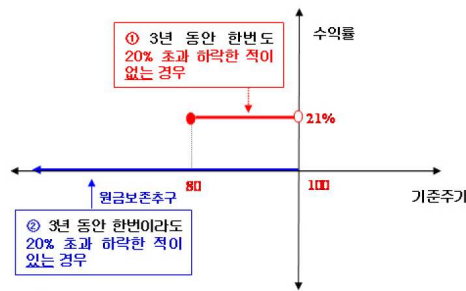 ① 3년 동안 한번도
20% 초과 하락한 적이
없는 경우
수익률
21%
80
100
기준주가
원금보존추구
② 3년 동안 한번이라도
20% 초과 하락한 적이
있는 경우